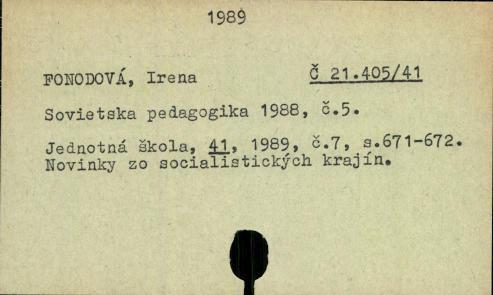 1989
FONODOVÁ, Irena Č 21.405/41
Sovietska pedagogika 1988, č.5.
Jednotná škola, 41, 1989, č.7, s.671-672.
Novinky zo socialistických krajín.